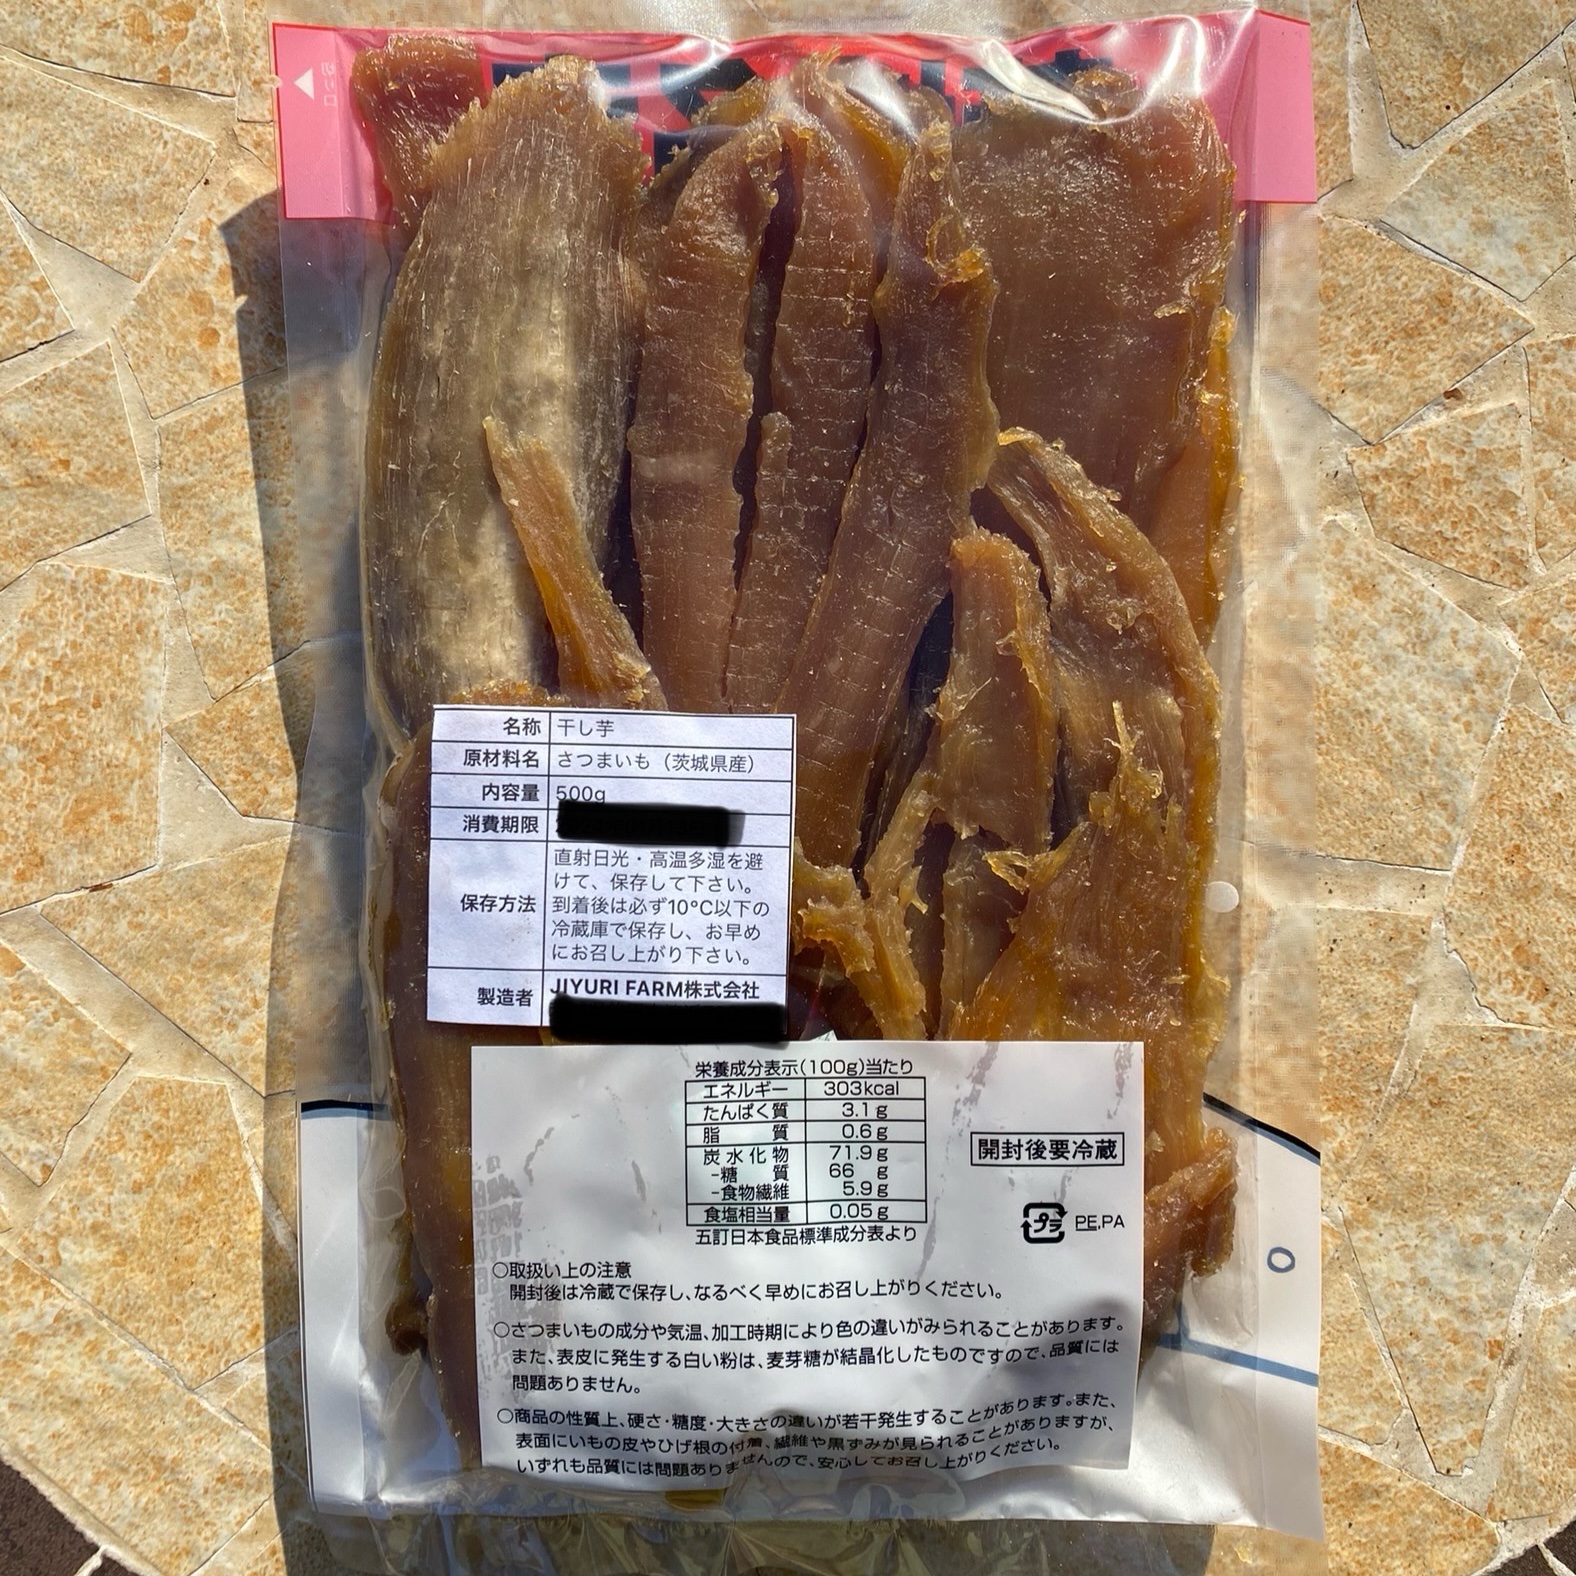 切り口
名称 干し芋
原材料名 さつまいも（茨城県産）
内容量 500g
消費期限
保存方法 直射日光・高温多湿を避
けて、保存して下さい。
到着後は必ず10°C以下の
冷蔵庫で保存し、お早め
にお召し上がり下さい。
製造者 JIYURI FARM株式会社
栄養成分表示(100g)当たり
エネルギー 303kcal
たんぱく質 3.1g
脂質 0.6g
炭水化物 71.9g
-糖質 66 g
-食物繊維 5.9g
食塩相当量 0.05g
五訂日本食品標準成分表より
開封後要冷蔵
プラ PE,PA
○取扱い上の注意
開封後は冷蔵で保存し、なるべく早めにお召し上がりください。
○さつまいもの成分や気温、加工時期により色の違いがみられることがあります。
また、表皮に発生する白い粉は、麦芽糖が結晶化したものですので、品質には
問題ありません。
○商品の性質上、硬さ・糖度・大きさの違いが若干発生することがあります。また、
表面にいもの皮やひげ根の付着、繊維や黒ずみが見られることがありますが、
いずれも品質には問題ありませんので、安心してお召し上がりください。